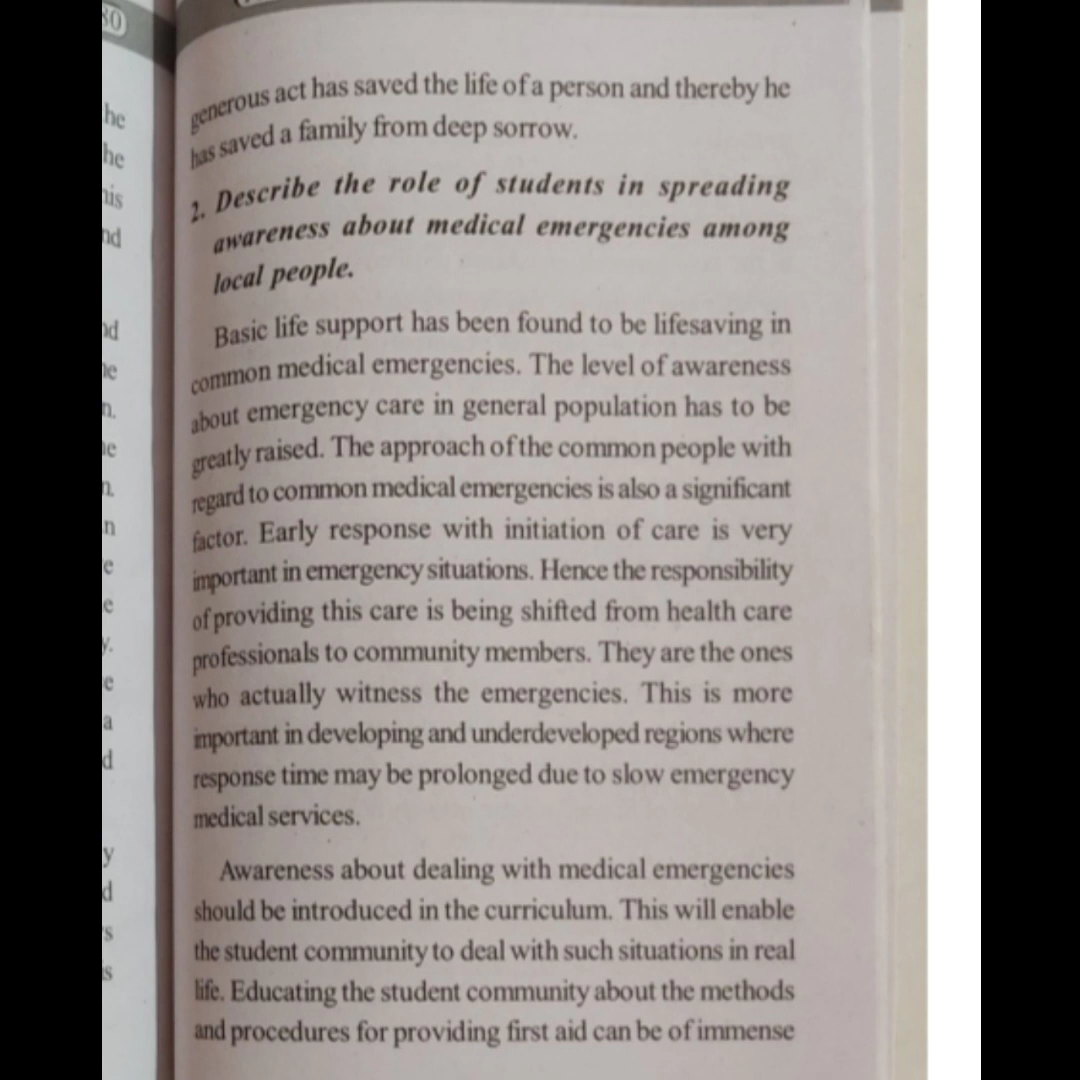 80
he
he
his
nd
nd
he
n.
ne
n.
n
e
e
y.
e
a
d
y
d
's
is
generous act has saved the life of a person and thereby he
has saved a family from deep sorrow.
2. Describe the role of students in spreading
awareness about medical emergencies among
local people.
Basic life support has been found to be lifesaving in
common medical emergencies. The level of awareness
about emergency care in general population has to be
greatly raised. The approach of the common people with
regard to common medical emergencies is also a significant
factor. Early response with initiation of care is very
important in emergency situations. Hence the responsibility
of providing this care is being shifted from health care
professionals to community members. They are the ones
who actually witness the emergencies. This is more
important in developing and underdeveloped regions where
response time may be prolonged due to slow emergency
medical services.
Awareness about dealing with medical emergencies
should be introduced in the curriculum. This will enable
the student community to deal with such situations in real
life. Educating the student community about the methods
and procedures for providing first aid can be of immense